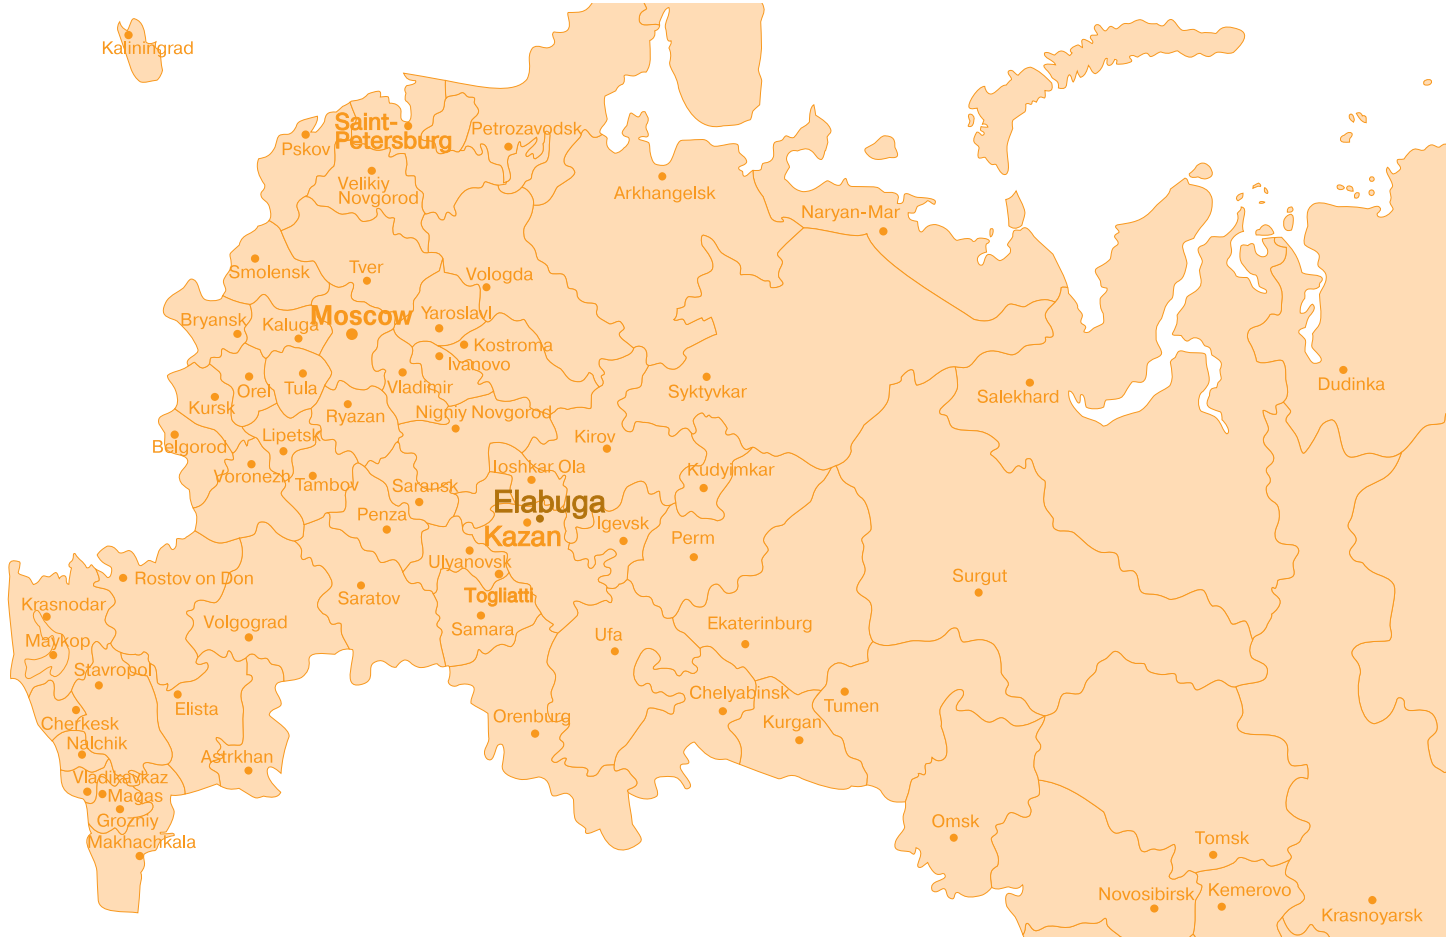 Kaliningrad
Saint-
Petersburg
Petrozavodsk
Pskov
Velikiy
Novgorod
Arkhangelsk
Naryan-Mar
Smolensk
Tver
Vologda
Bryansk
Kaluga
Moscow
Yaroslavl
Kostroma
Ivanovo
Orel
Tula
Vladimir
Syktyvkar
Salekhard
Dudinka
Kursk
Ryazan
Nigniy Novgorod
Belgorod
Lipetsk
Kirov
Voronezh
Tambov
Saransk
Ioshkar Ola
Kudyimkar
Elabuga
Penza
Kazan
Igevsk
Perm
Ulyanovsk
Rostov on Don
Saratov
Togliatti
Surgut
Krasnodar
Volgograd
Samara
Ufa
Ekaterinburg
Maykop
Stavropol
Elista
Orenburg
Chelyabinsk
Kurgan
Tumen
Cherkesk
Nalchik
Astrkhan
Vladikavkaz
Magas
Grozniy
Makhachkala
Omsk
Tomsk
Novosibirsk
Kemerovo
Krasnoyarsk